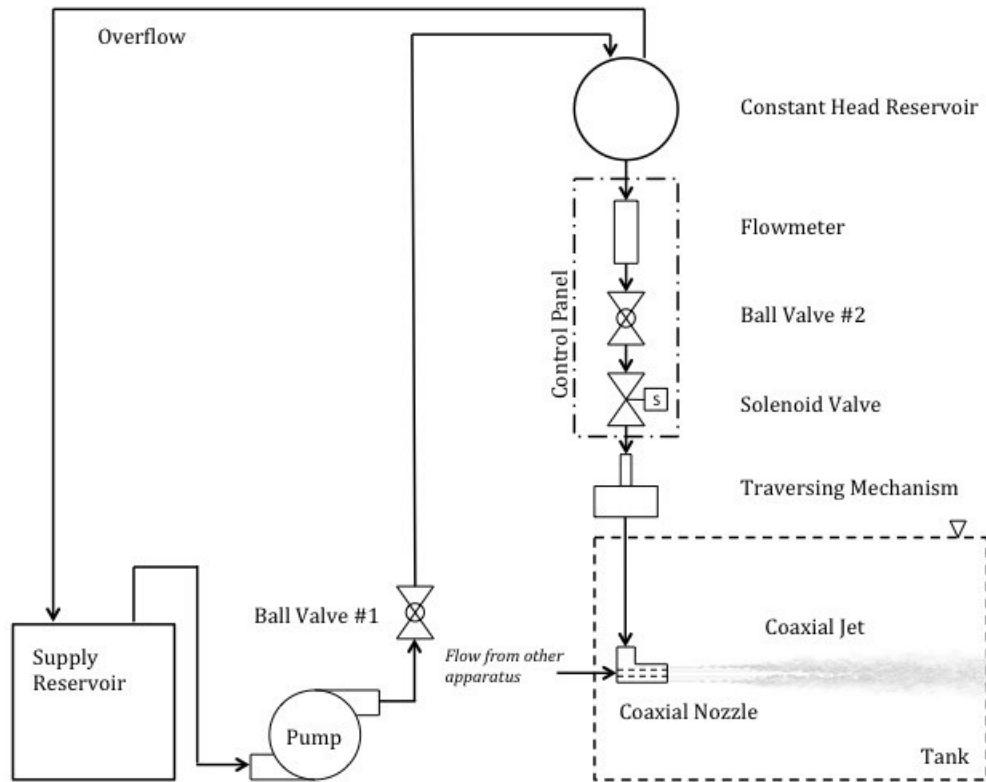 Overflow
Constant Head Reservoir
Flowmeter
Control Panel
Ball Valve #2
S
Solenoid Valve
Traversing Mechanism
Ball Valve #1
Supply
Reservoir
Pump
Flow from other
apparatus
Coaxial Jet
Coaxial Nozzle
Tank